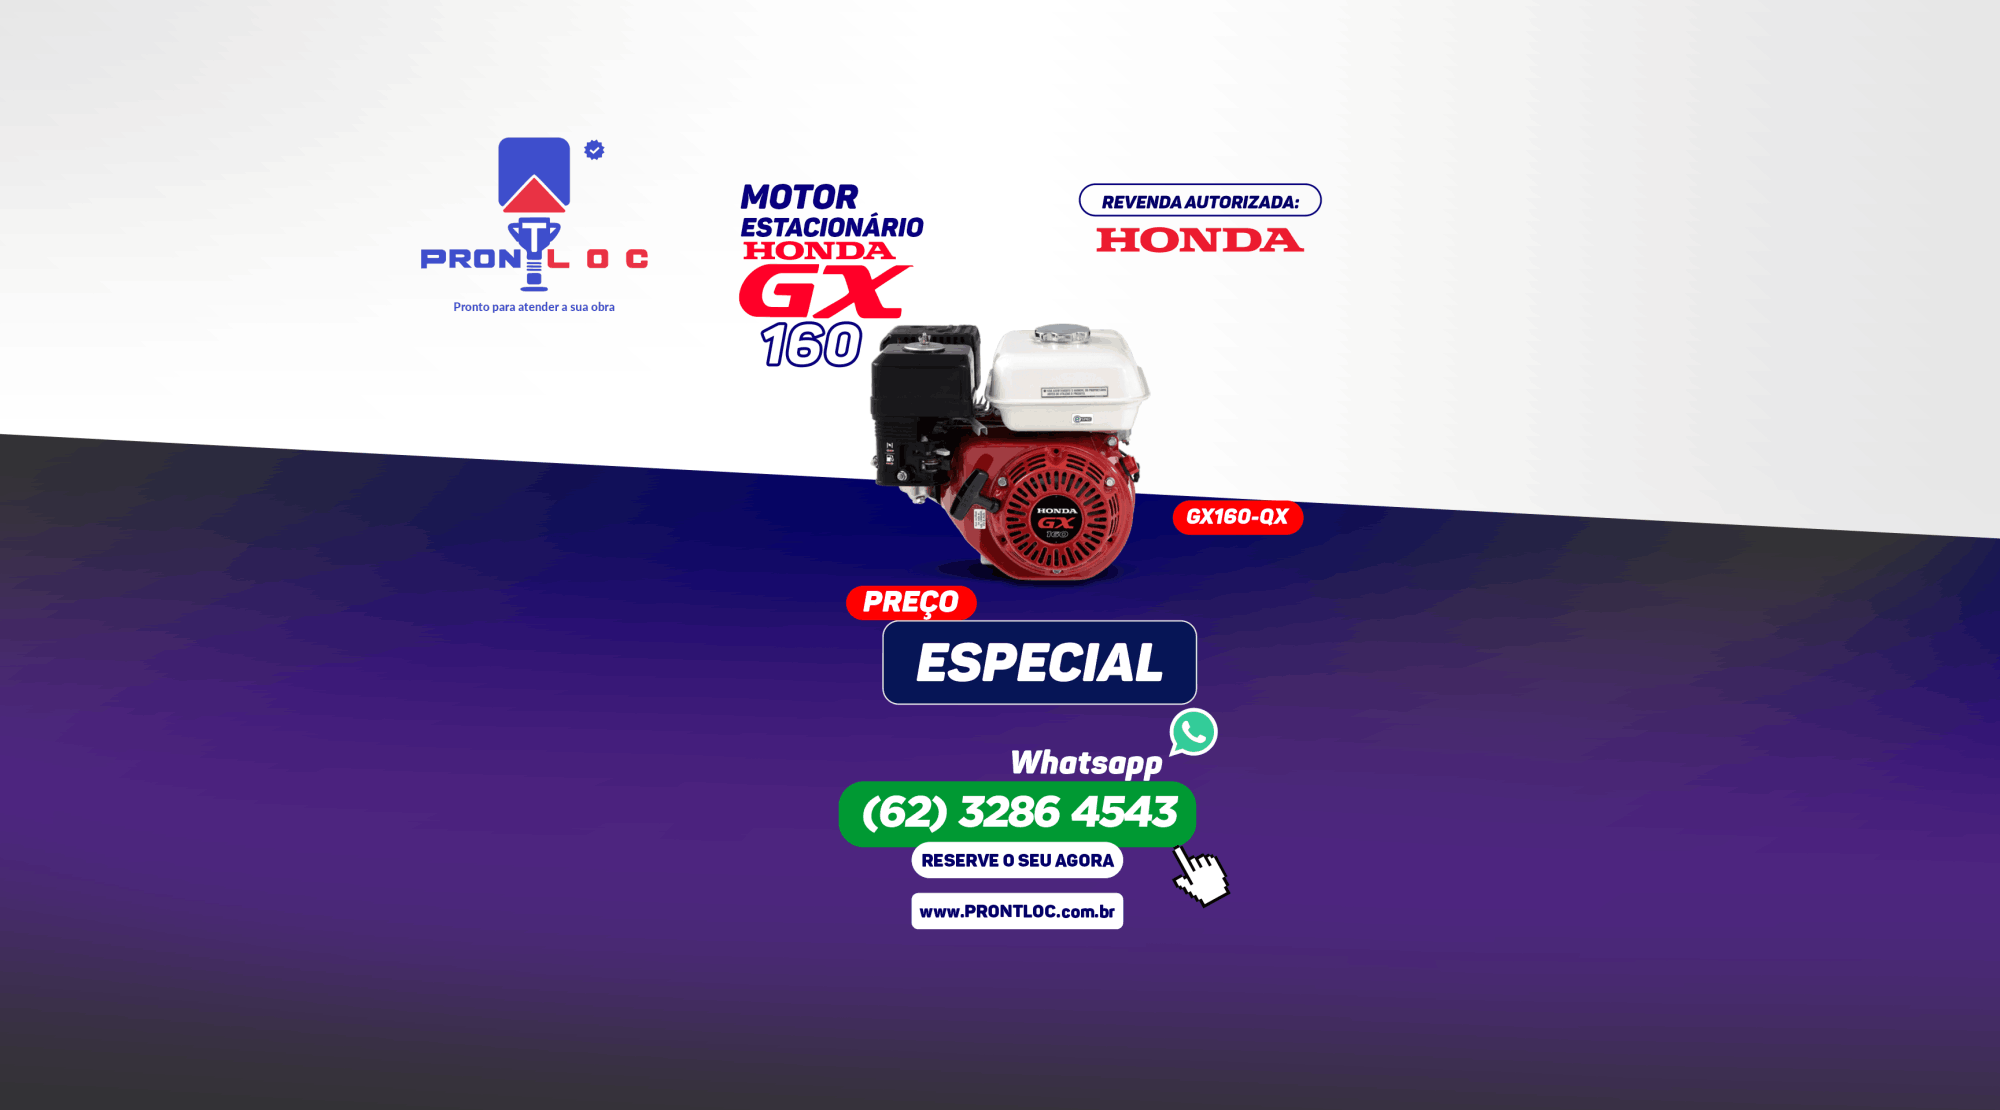 PRONTLOC
Pronto para atender a sua obra
MOTOR
ESTACIONÁRIO
HONDA
GX
160
REVENDA AUTORIZADA:
HONDA
HONDA
GX
160
GX160-QX
PREÇO
ESPECIAL
Whatsapp
(62) 3286 4543
RESERVE O SEU AGORA
www.PRONTLOC.com.br